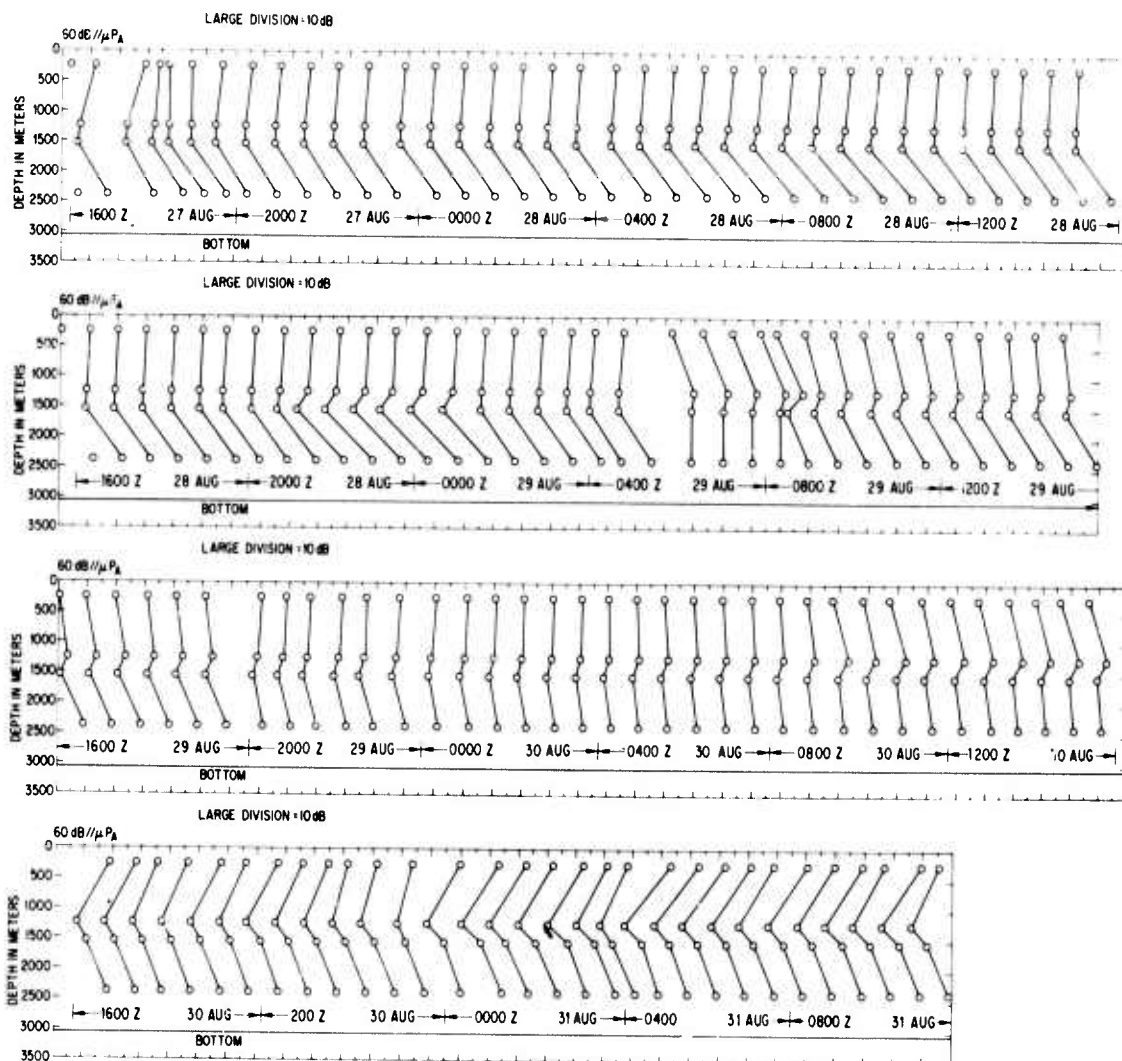 LARGE DIVISION = 10 dB
60 dB//μPA
0
500
1000
1500
2000
2500
3000
3500
DEPTH IN METERS
1600 Z 27 AUG 2000 Z 27 AUG 0000 Z 28 AUG 0400 Z 28 AUG 0800 Z 28 AUG 1200 Z 28 AUG
BOTTOM
LARGE DIVISION = 10 dB
60 dB//μPA
0
500
1000
1500
2000
2500
3000
3500
DEPTH IN METERS
1600 Z 28 AUG 2000 Z 28 AUG 0000 Z 29 AUG 0400 Z 29 AUG 0800 Z 29 AUG 1200 Z 29 AUG
BOTTOM
LARGE DIVISION = 10 dB
60 dB//μPA
0
500
1000
1500
2000
2500
3000
3500
DEPTH IN METERS
1600 Z 29 AUG 2000 Z 29 AUG 0000 Z 30 AUG 0400 Z 30 AUG 0800 Z 30 AUG 1200 Z AUG
BOTTOM
LARGE DIVISION = 10 dB
60 dB//μPA
0
500
1000
1500
2000
2500
3000
3500
DEPTH IN METERS
1600 Z 30 AUG 200 Z 30 AUG 0000 Z 31 AUG 0400 31 AUG 0800 Z 31 AUG
BOTTOM